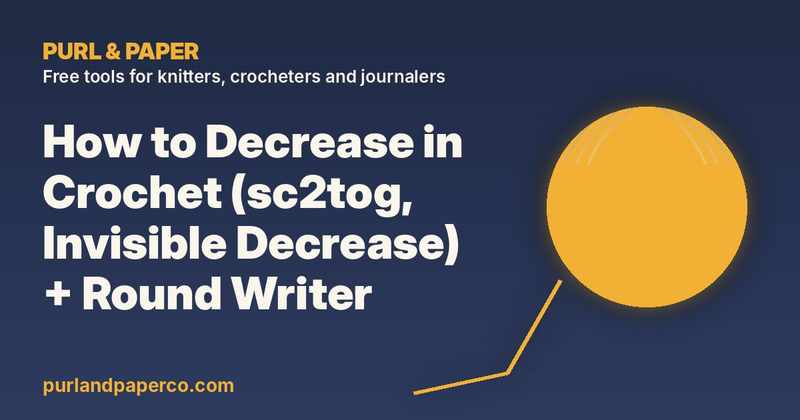 PURL & PAPER
Free tools for knitters, crocheters and journalers
How to Decrease in
Crochet (sc2tog,
Invisible Decrease)
+ Round Writer
purlandpaperco.com